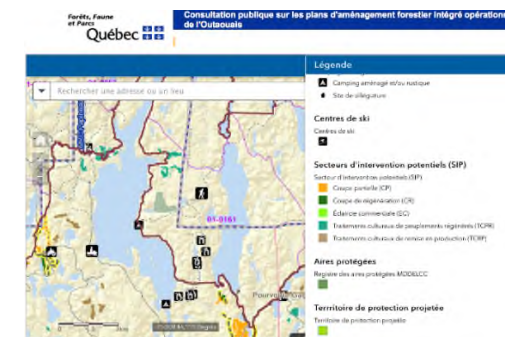 Forêts, Faune
et Parcs
Québec
Consultation publique sur les plans d'aménagement forestier intégré opération
de l'Outaouais
Légende
Rechercher une adresse ou un lieu
Camping aménagé et/ou rustique
Site de villégiature
Centres de ski
Centres de ski
Secteurs d'intervention potentiels (SIP)
Secteur d'intervention potentiels (SIP)
Coupe partielle (CP)
Coupe de régénération (CR)
Éclaircie commerciale (EC)
Traitements culturaux de peuplements régénérés (TCPR)
Traitements culturaux de remise en production (TCRP)
Aires protégées
Registre des aires protégées MDDELCC
Territoire de protection projetée
Territoire de protection projetée
01-0161